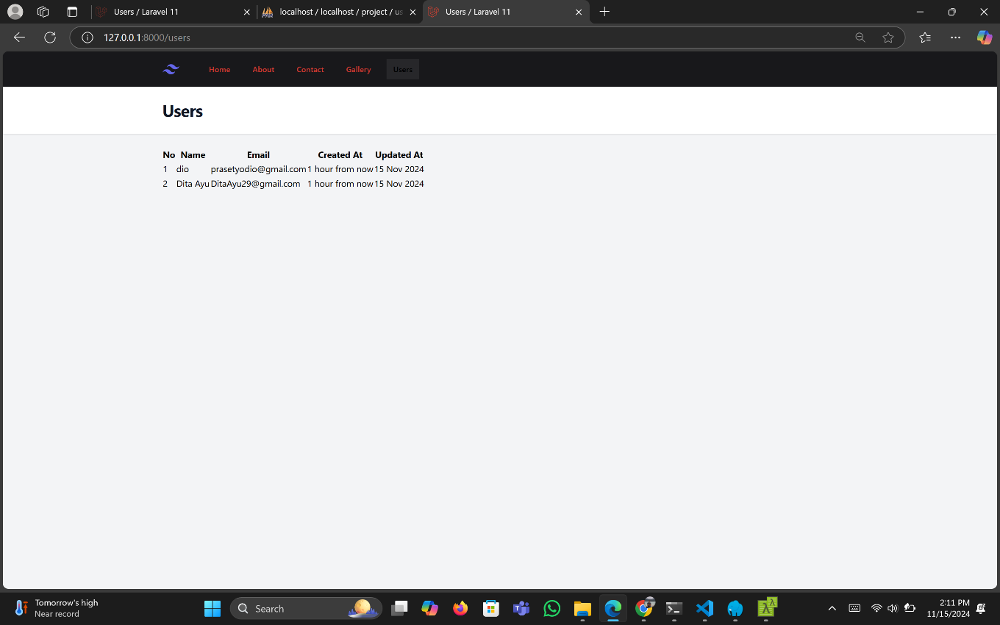 Users / Laravel 11
localhost / localhost / project / us
Users / Laravel 11
127.0.0.1:8000/users
Home About Contact Gallery Users
Users
No Name Email Created At Updated At
1 dio prasetyodio@gmail.com 1 hour from now 15 Nov 2024
2 Dita Ayu DitaAyu29@gmail.com 1 hour from now 15 Nov 2024
Tomorrow's high
Near record
Search
2:11 PM
11/15/2024